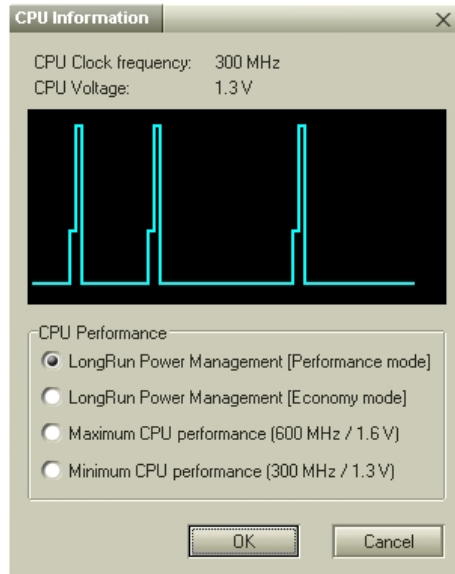 CPU Information
CPU Clock frequency: 300 MHz
CPU Voltage: 1.3 V
CPU Performance
LongRun Power Management [Performance mode]
LongRun Power Management [Economy mode]
Maximum CPU performance (600 MHz / 1.6 V)
Minimum CPU performance (300 MHz / 1.3 V)
OK Cancel